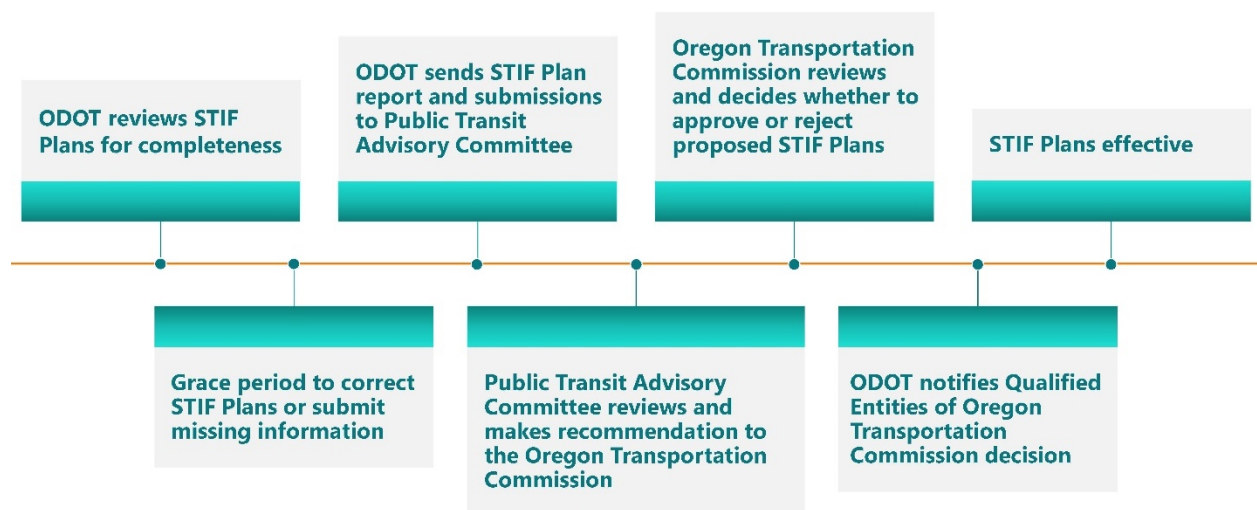 ODOT reviews STIF
Plans for completeness
Grace period to correct
STIF Plans or submit
missing information
ODOT sends STIF Plan
report and submissions
to Public Transit
Advisory Committee
Public Transit Advisory
Committee reviews and
makes recommendation to
the Oregon Transportation
Commission
Oregon Transportation
Commission reviews
and decides whether to
approve or reject
proposed STIF Plans
ODOT notifies Qualified
Entities of Oregon
Transportation
Commission decision
STIF Plans effective